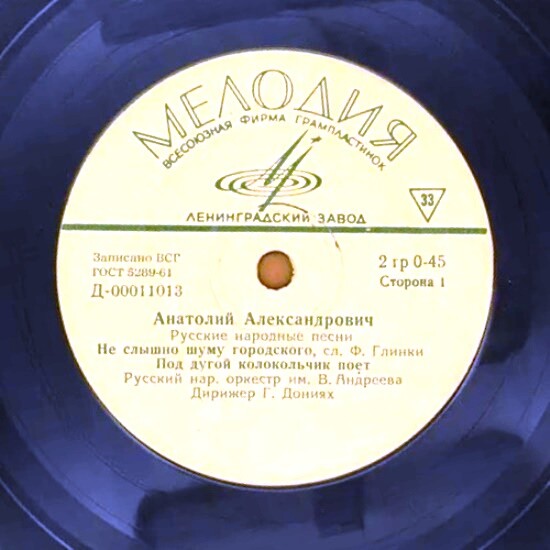 МЕЛОДИЯ
ВСЕСОЮЗНАЯ ФИРМА ГРАМПЛАСТИНОК
ЛЕНИНГРАДСКИЙ ЗАВОД
33
Записано ВСГ
ГОСТ 5289-61
Д-00011013
2 гр 0-45
Сторона 1
Анатолий Александрович
Русские народные песни
Не слышно шуму городского, сл. Ф. Глинки
Под дугой колокольчик поет
Русский нар. оркестр им. В. Андреева
Дирижер Г. Дониях